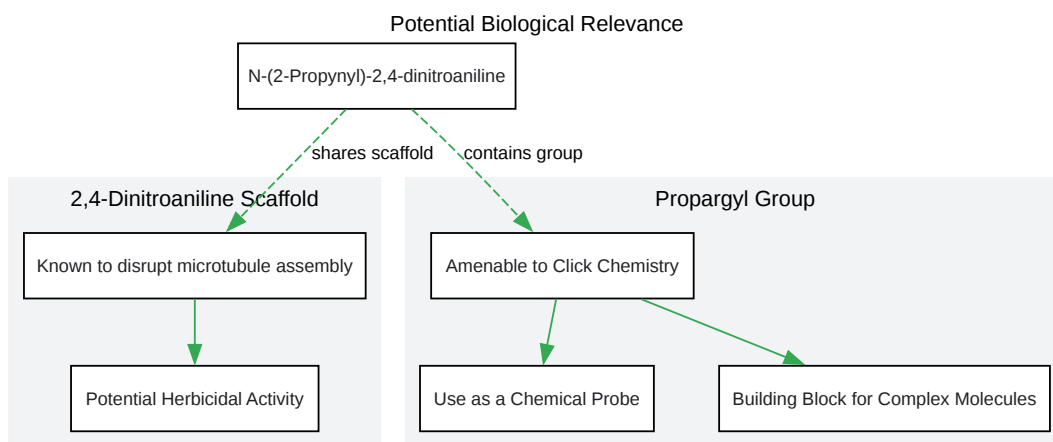 Potential Biological Relevance
N-(2-Propynyl)-2,4-dinitroaniline
shares scaffold
contains group
2,4-Dinitroaniline Scaffold
Propargyl Group
Known to disrupt microtubule assembly
Amenable to Click Chemistry
Potential Herbicidal Activity
Use as a Chemical Probe
Building Block for Complex Molecules